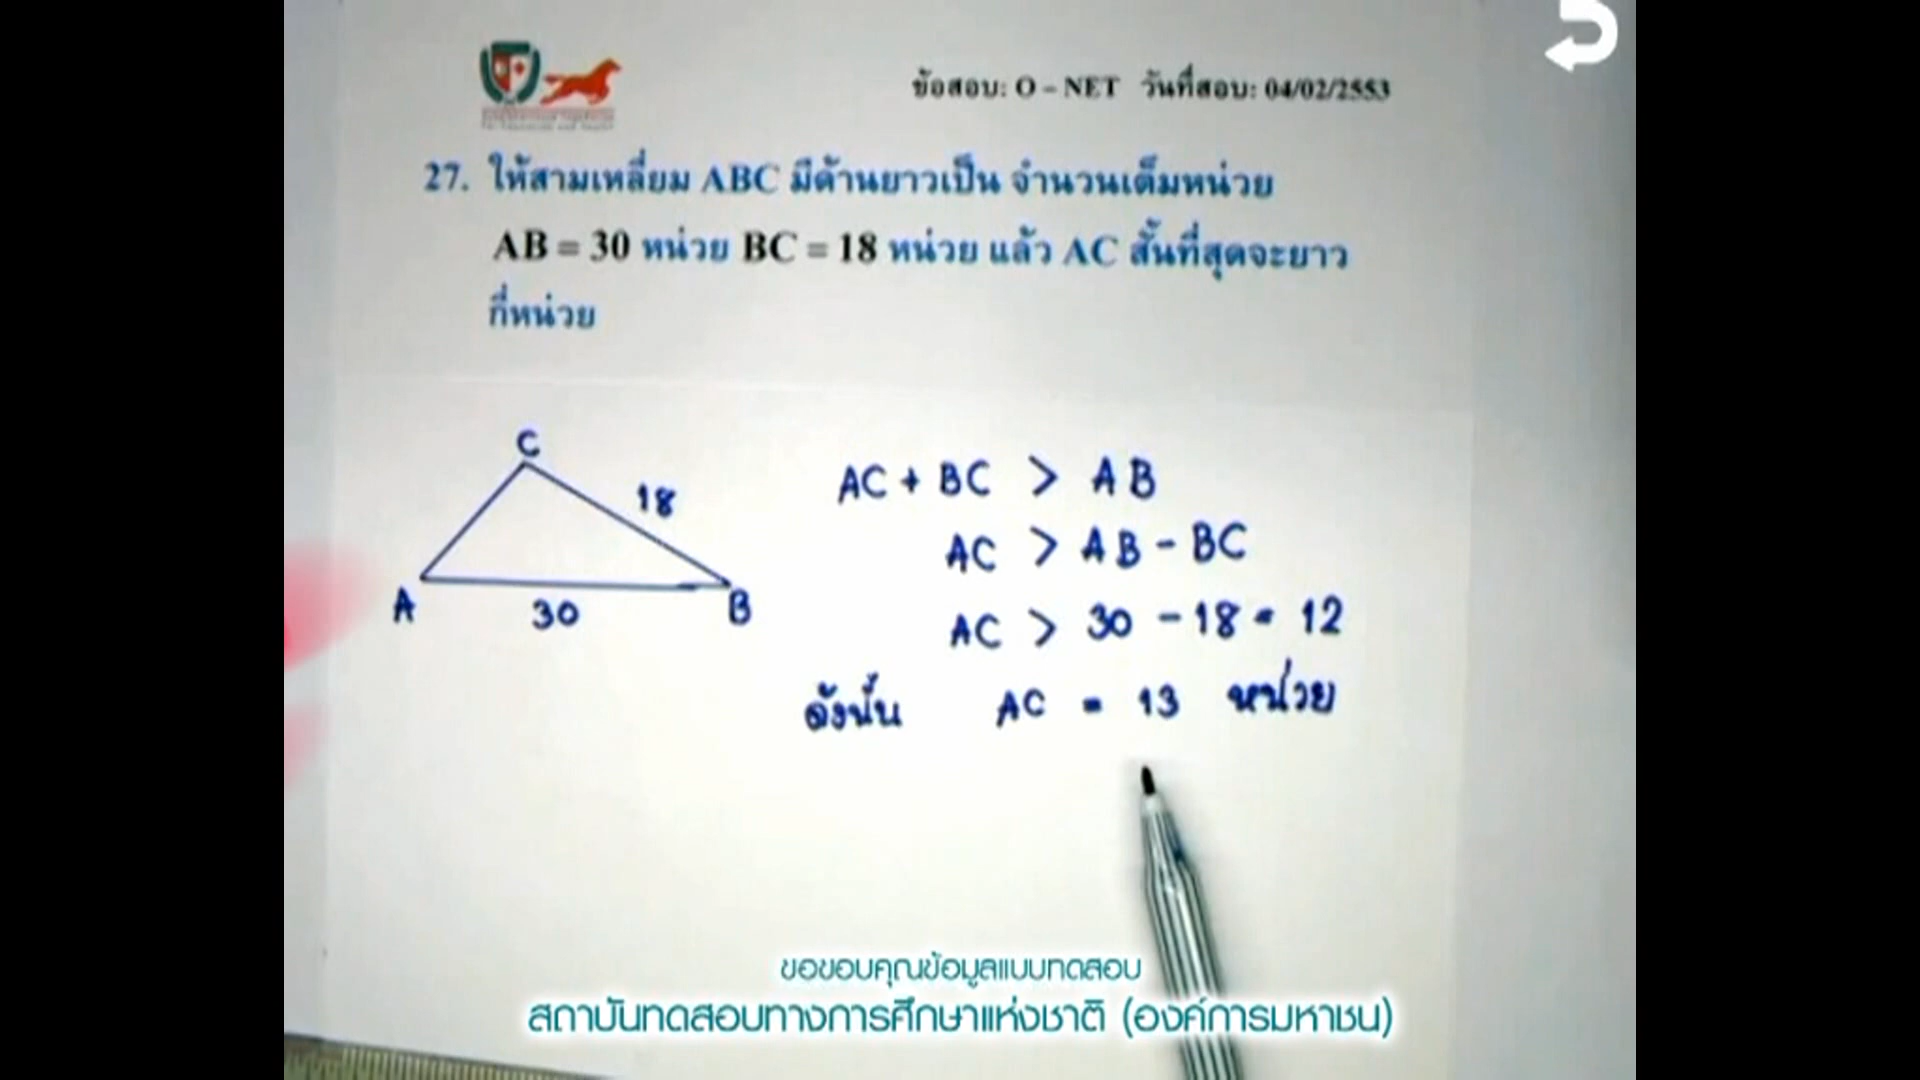 ข้อสอบ: O – NET วันที่สอบ: 04/02/2553
27. ให้สามเหลี่ยม ABC มีด้านยาวเป็น จำนวนเต็มหน่วย
AB = 30 หน่วย BC = 18 หน่วย แล้ว AC สั้นที่สุดจะยาว
กี่หน่วย
C
18
A
30
B
AC + BC > AB
AC > AB - BC
AC > 30 - 18 = 12
ดังนั้น AC = 13 หน่วย
ขอขอบคุณข้อมูลแบบทดสอบ
สถาบันทดสอบทางการศึกษาแห่งชาติ (องค์การมหาชน)